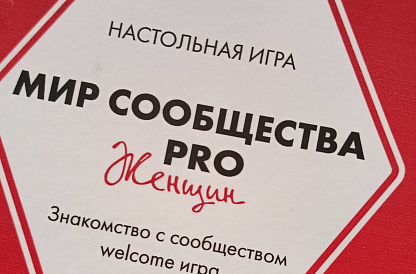 НАСТОЛЬНАЯ ИГРА
МИР СООБЩЕСТВА
PRO
Женщин
Знакомство с сообществом
welcome игра